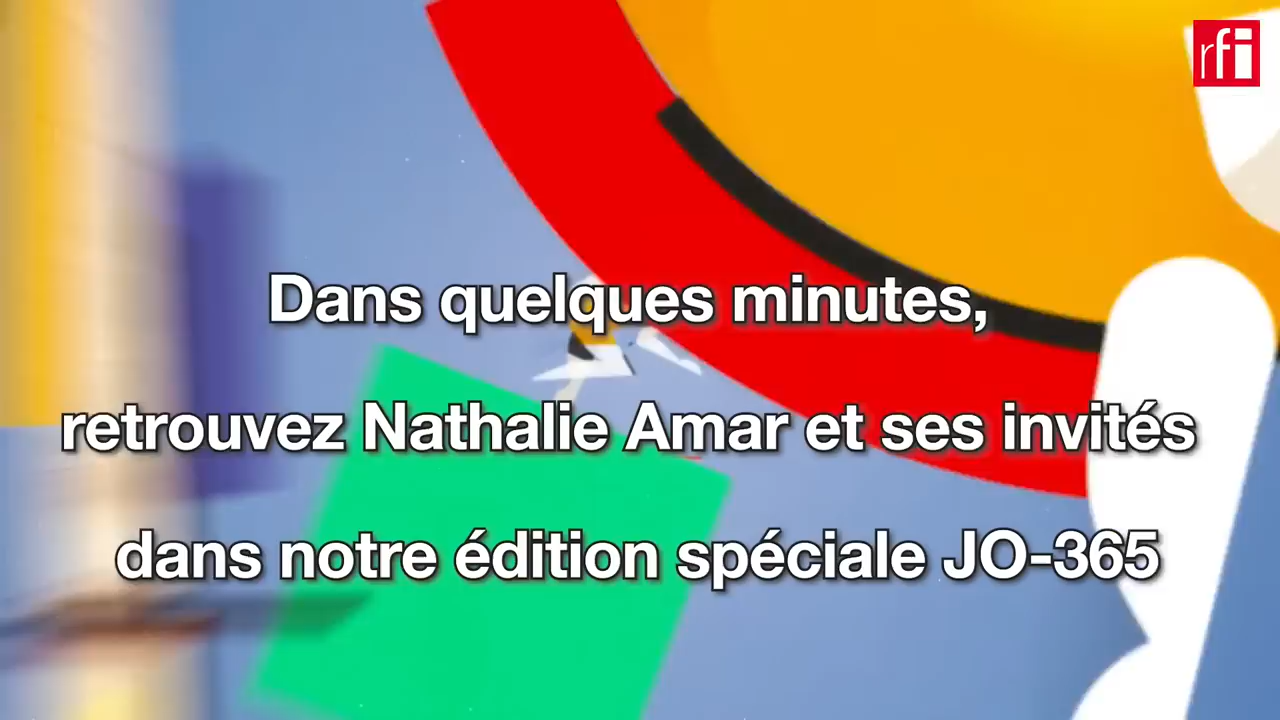 rfi
Dans quelques minutes,
retrouvez Nathalie Amar et ses invités
dans notre édition spéciale JO-365